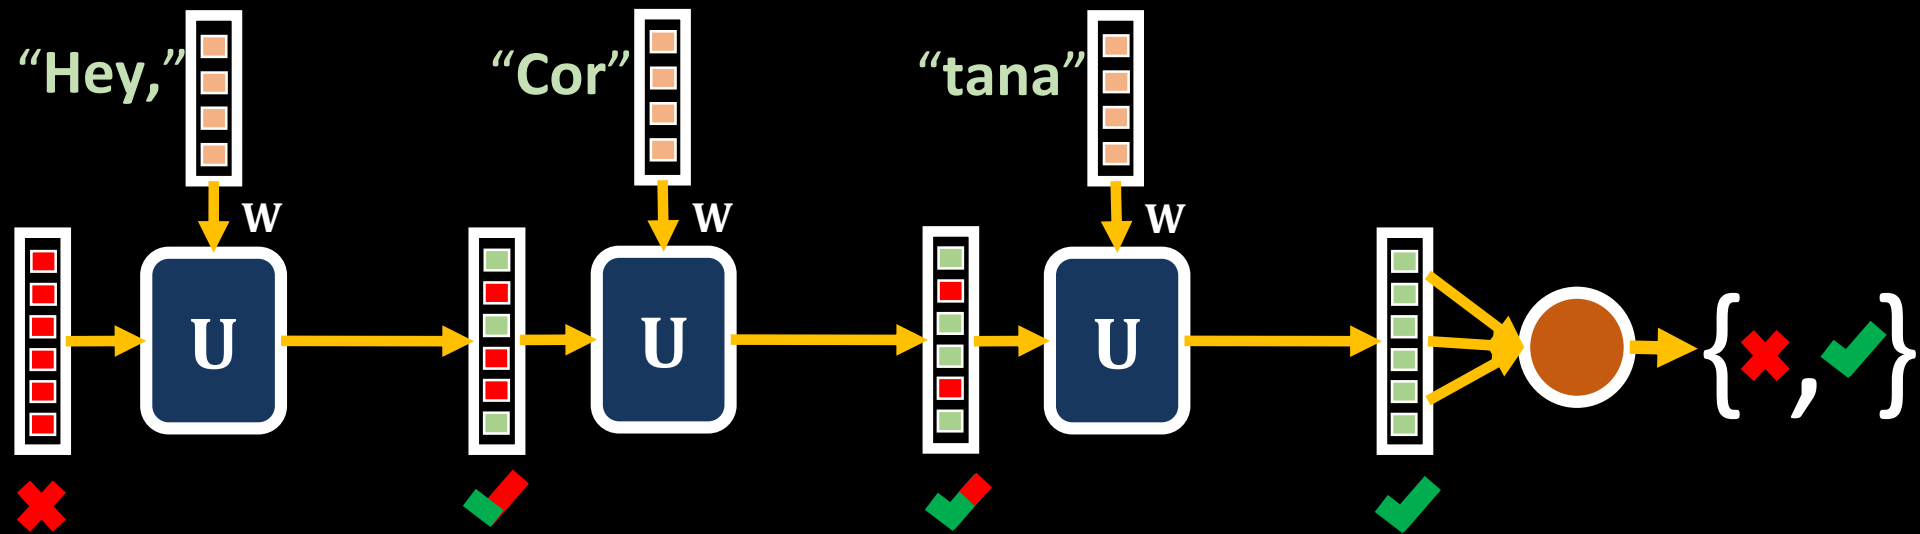 “Hey,”
“Cor”
“tana”
W
W
W
U
U
U
{ , }